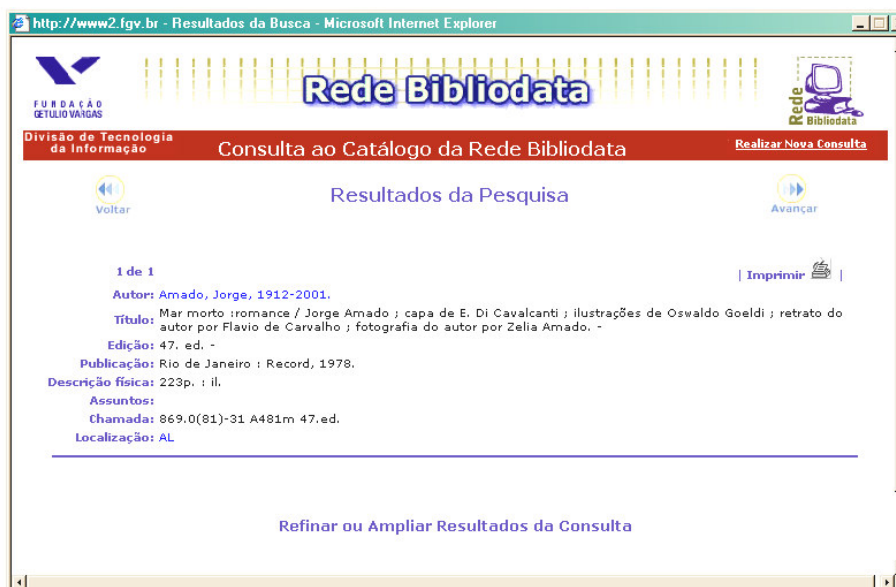 http://www2.fgv.br - Resultados da Busca - Microsoft Internet Explorer
FUNDAÇÃO
GETULIO VARGAS
Rede Bibliodata
Rede
Bibliodata
Divisão de Tecnologia
da Informação
Consulta ao Catálogo da Rede Bibliodata
Realizar Nova Consulta
Voltar
Resultados da Pesquisa
Avançar
1 de 1
| Imprimir |
Autor: Amado, Jorge, 1912-2001.
Título: Mar morto :romance / Jorge Amado ; capa de E. Di Cavalcanti ; ilustrações de Oswaldo Goeldi ; retrato do
autor por Flavio de Carvalho ; fotografia do autor por Zelia Amado. -
Edição: 47. ed. -
Publicação: Rio de Janeiro : Record, 1978.
Descrição física: 223p. : il.
Assuntos:
Chamada: 869.0(81)-31 A481m 47.ed.
Localização: AL
Refinar ou Ampliar Resultados da Consulta